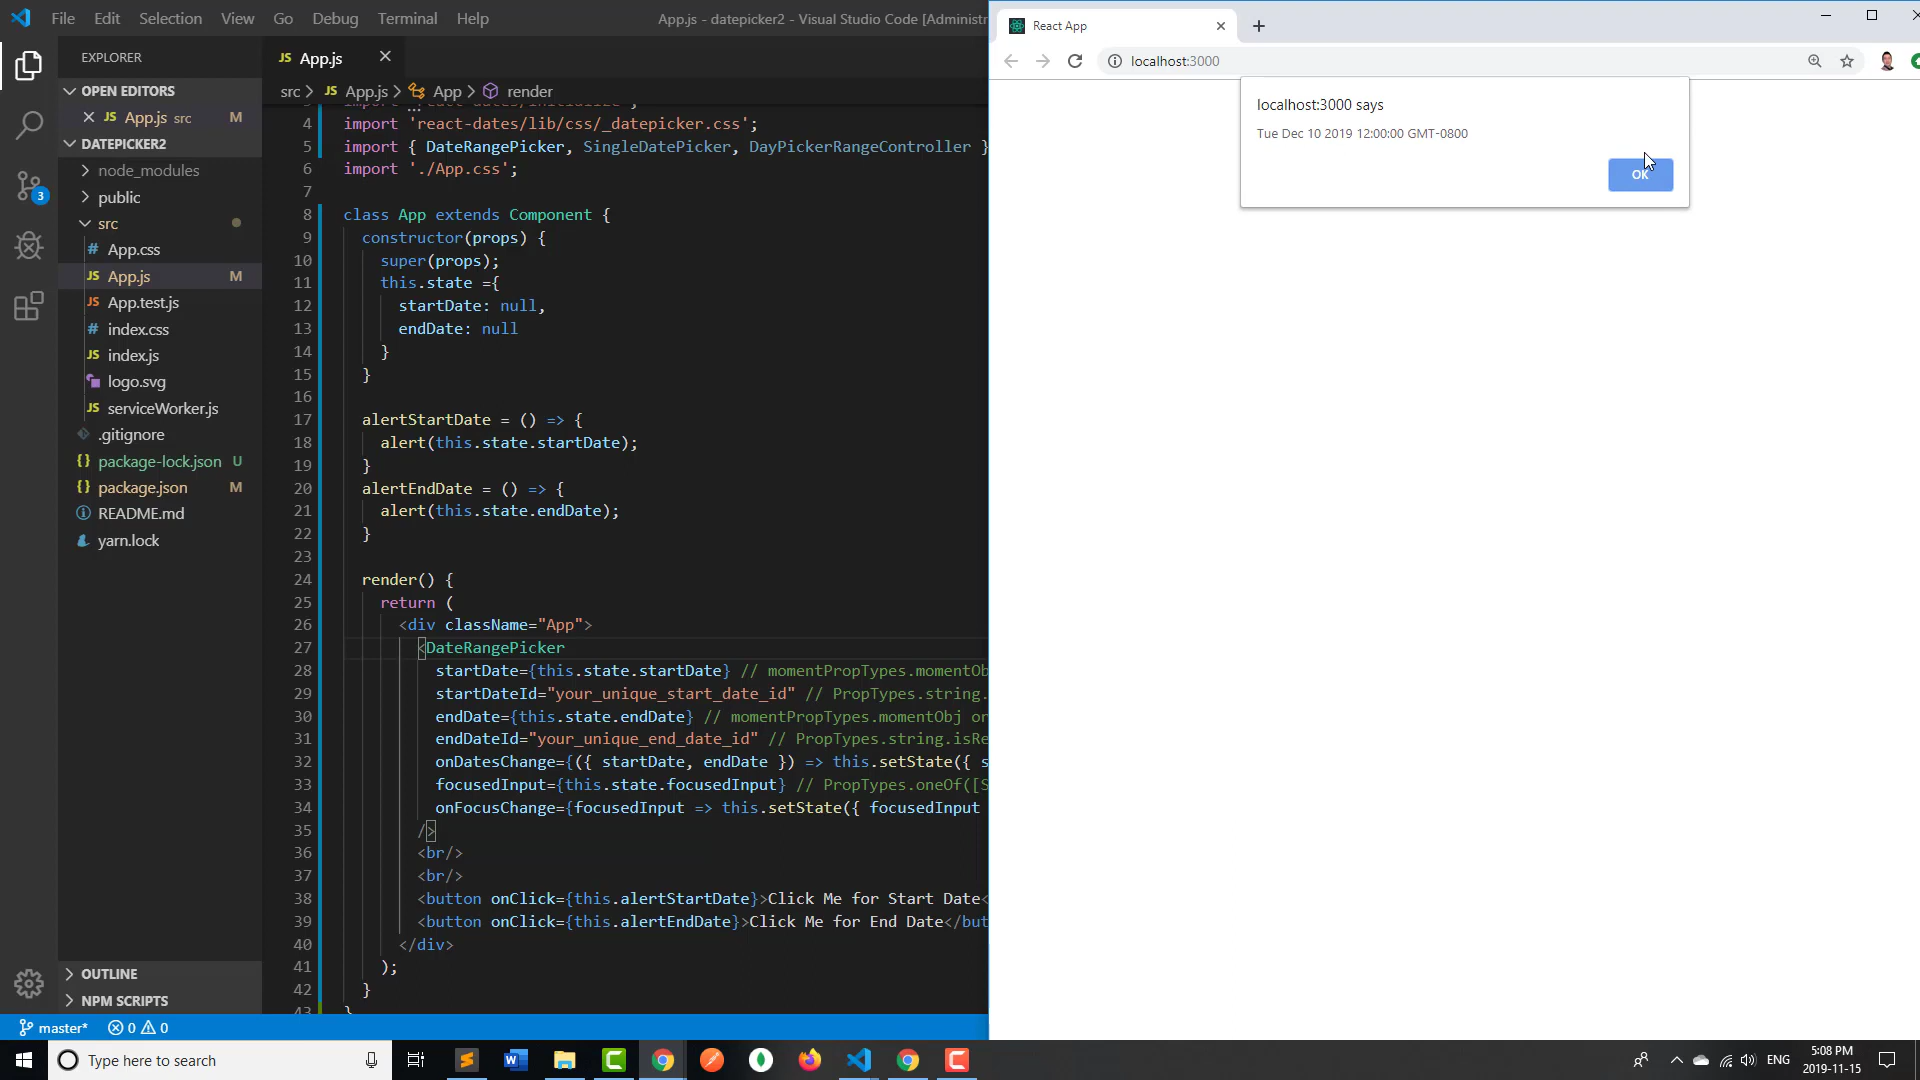 File Edit Selection View Go Debug Terminal Help
App.js - datepicker2 - Visual Studio Code [Administr
EXPLORER
OPEN EDITORS
JS App.js src M
DATEPICKER2
node_modules
public
src
# App.css
JS App.js M
JS App.test.js
# index.css
JS index.js
logo.svg
JS serviceWorker.js
.gitignore
{} package-lock.json U
{} package.json M
README.md
yarn.lock
OUTLINE
NPM SCRIPTS
3
JS App.js
src > JS App.js > App > render
4 import 'react-dates/lib/css/_datepicker.css';
5 import { DateRangePicker, SingleDatePicker, DayPickerRangeController }
6 import './App.css';
7
8 class App extends Component {
9 constructor(props) {
10 super(props);
11 this.state ={
12 startDate: null,
13 endDate: null
14 }
15 }
16
17 alertStartDate = () => {
18 alert(this.state.startDate);
19 }
20 alertEndDate = () => {
21 alert(this.state.endDate);
22 }
23
24 render() {
25 return (
26 <div className="App">
27 <DateRangePicker
28 startDate={this.state.startDate} // momentPropTypes.momentOb
29 startDateId="your_unique_start_date_id" // PropTypes.string.
30 endDate={this.state.endDate} // momentPropTypes.momentObj or
31 endDateId="your_unique_end_date_id" // PropTypes.string.isRe
32 onDatesChange={({ startDate, endDate }) => this.setState({ s
33 focusedInput={this.state.focusedInput} // PropTypes.oneOf([S
34 onFocusChange={focusedInput => this.setState({ focusedInput
35 />
36 <br/>
37 <br/>
38 <button onClick={this.alertStartDate}>Click Me for Start Date<
39 <button onClick={this.alertEndDate}>Click Me for End Date</but
40 </div>
41 );
42 }
43 }
master* 0 0
React App
localhost:3000
localhost:3000 says
Tue Dec 10 2019 12:00:00 GMT-0800
OK
Type here to search
ENG
5:08 PM
2019-11-15